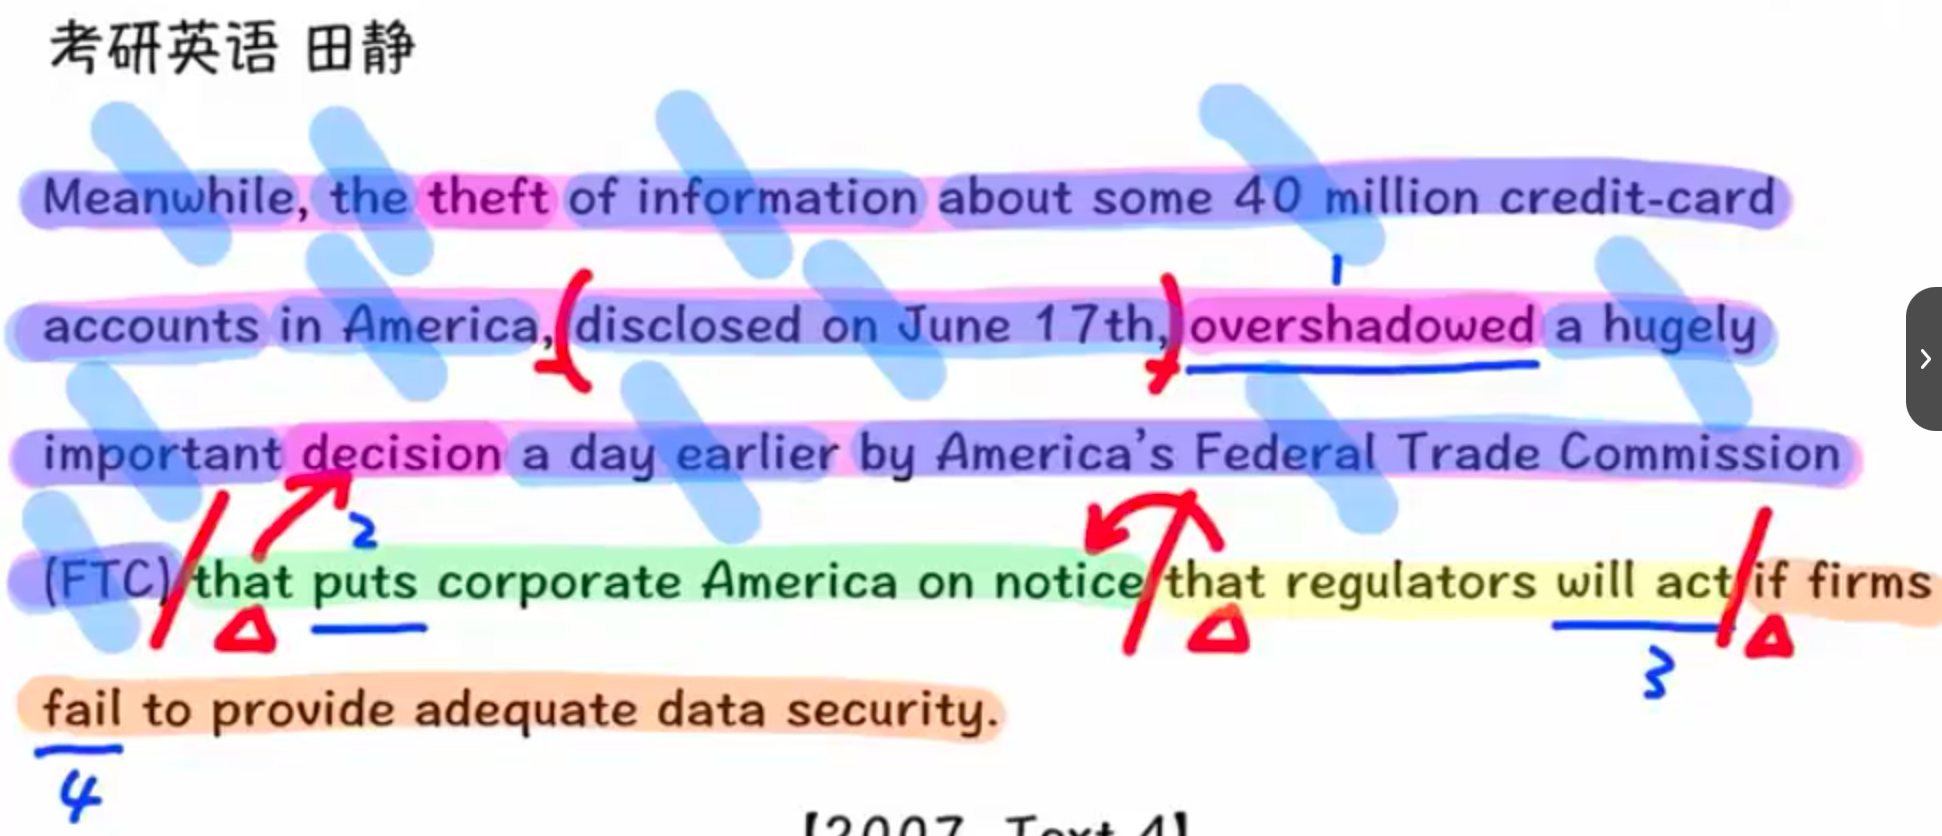 考研英语 田静
Meanwhile, the theft of information about some 40 million credit-card
1
accounts in America, (disclosed on June 17th,) overshadowed a hugely
important decision a day earlier by America's Federal Trade Commission
2
(FTC)/that puts corporate America on notice/that regulators will act/if firms
3
fail to provide adequate data security.
4
【2007 Text 4】